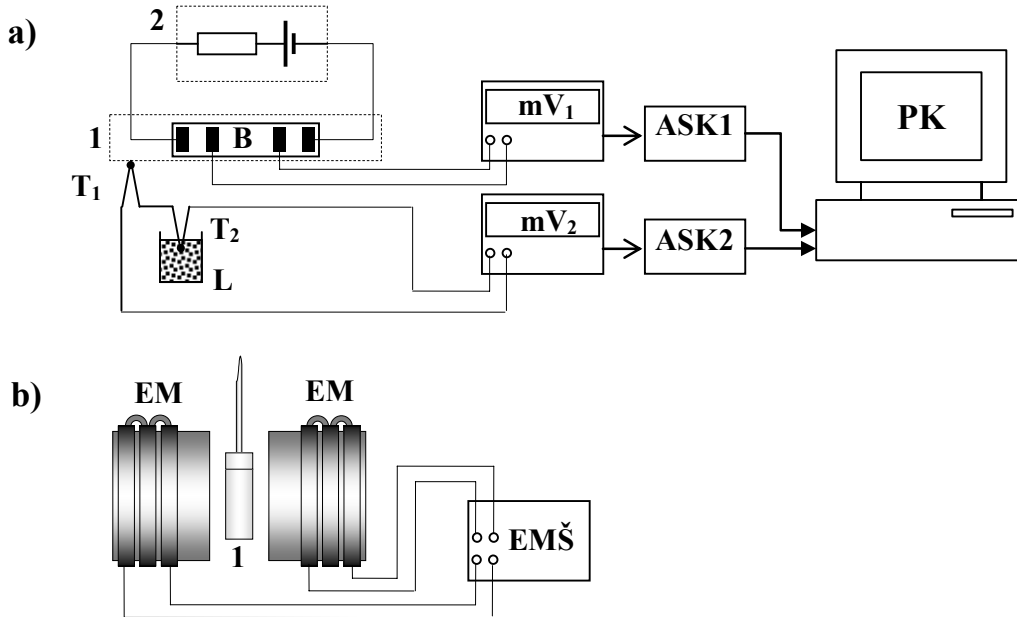 a)
2
1
B
mV₁
ASK1
PK
T₁
T₂
L
mV₂
ASK2
b)
EM
EM
1
EMŠ